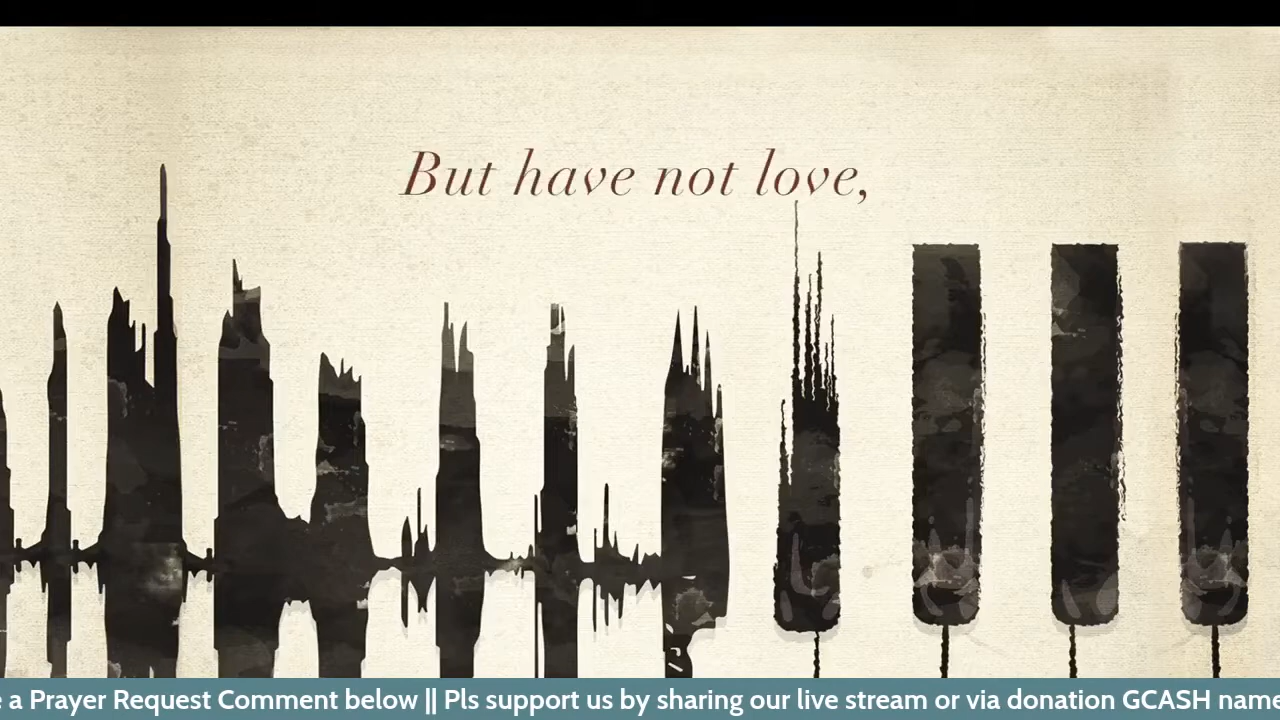 But have not love,
a Prayer Request Comment below || Pls support us by sharing our live stream or via donation GCASH name